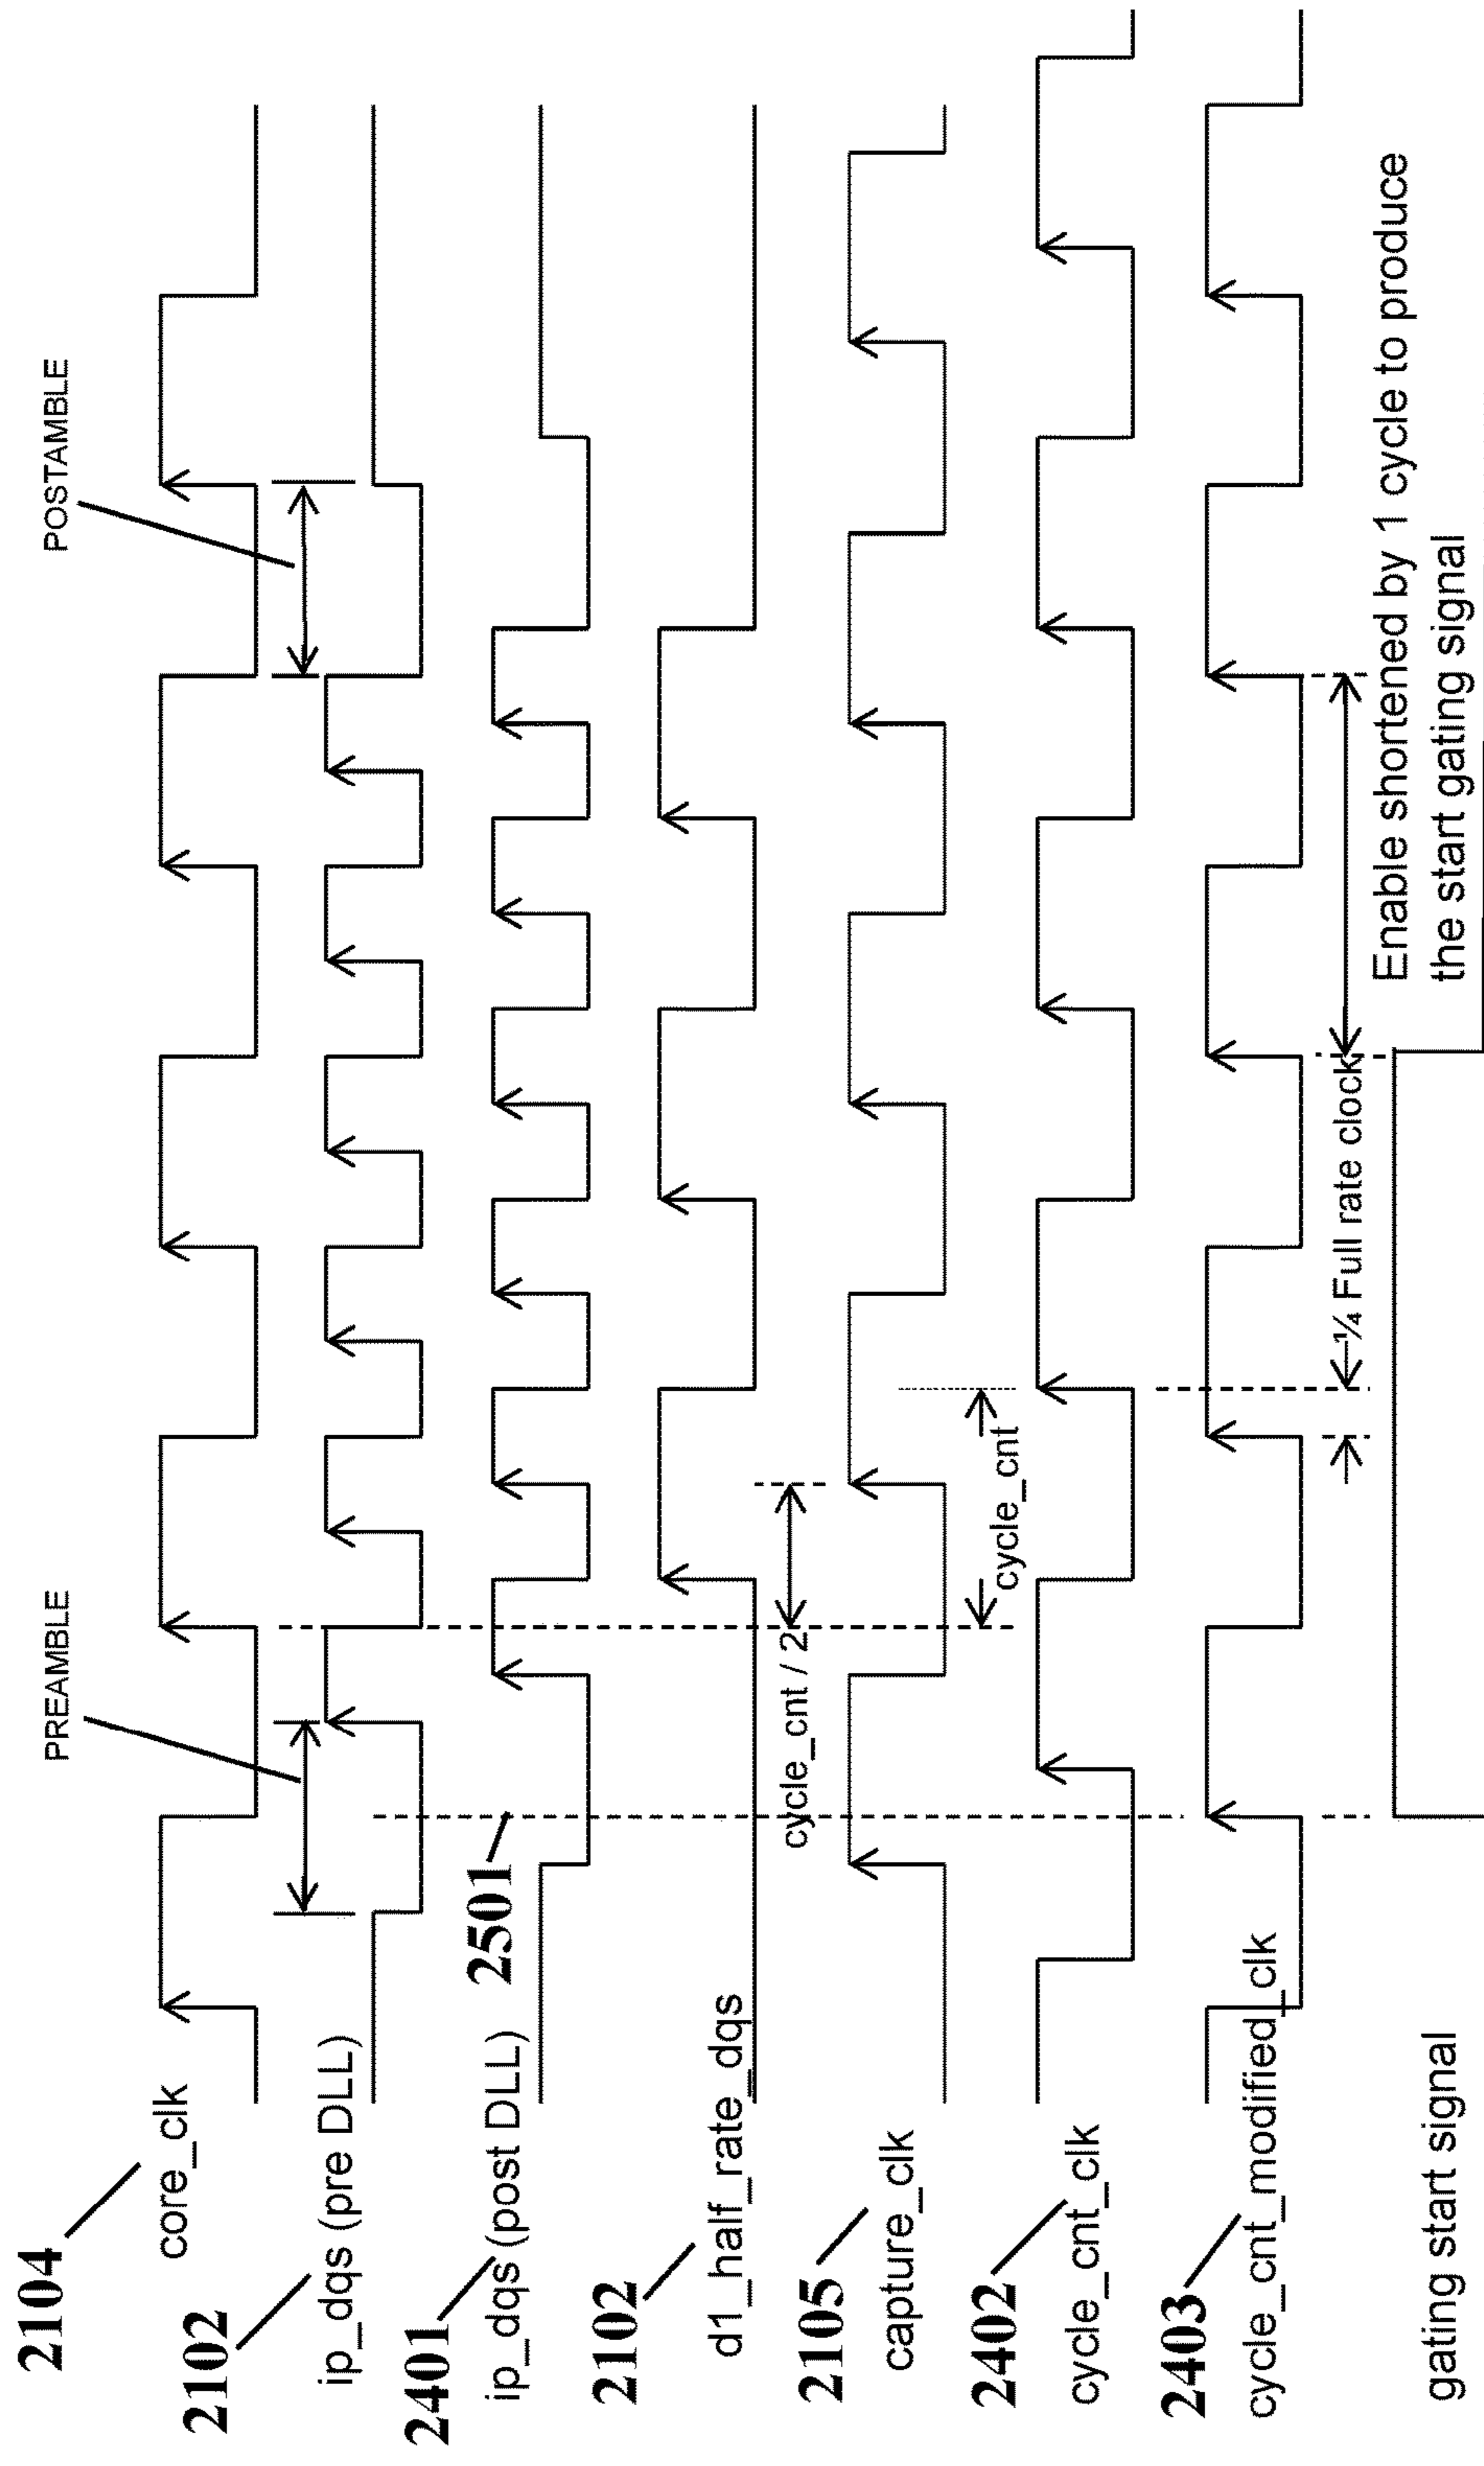 POSTAMBLE
PREAMBLE
2104
core_clk
2102
ip_dqs (pre DLL)
2501
2401
ip_dqs (post DLL)
2102
d1_half_rate_dqs
cycle_cnt / 2
2105
capture_clk
cycle_cnt
2402
cycle_cnt_clk
2403
cycle_cnt_modified_clk
¼ Full rate clock
Enable shortened by 1 cycle to produce
the start gating signal
gating start signal